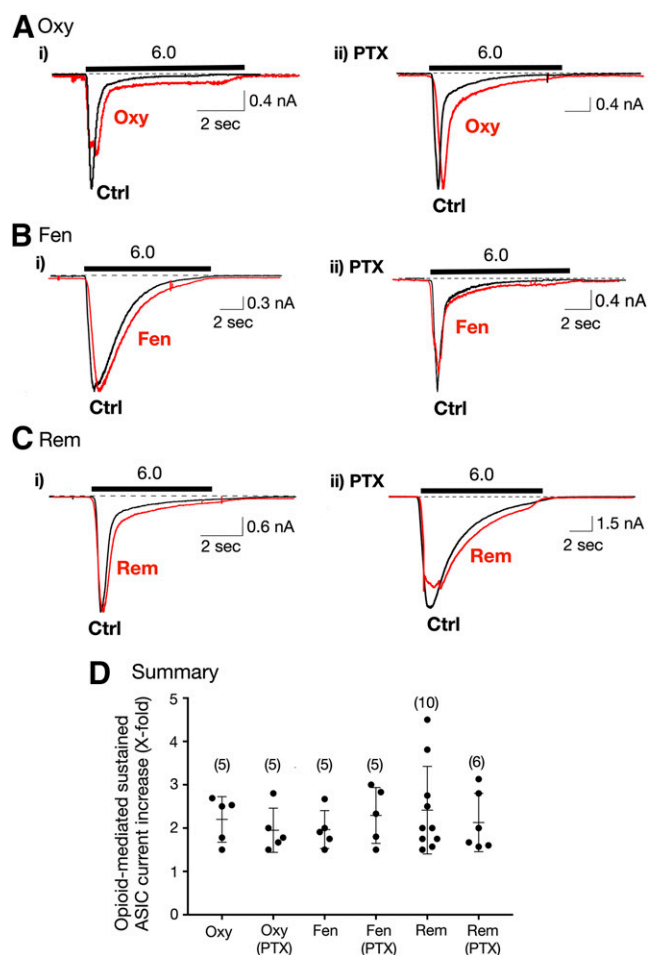 A Oxy
i)
6.0
0.4 nA
2 sec
Oxy
Ctrl
ii) PTX
6.0
0.4 nA
2 sec
Oxy
Ctrl
B Fen
i)
6.0
0.3 nA
2 sec
Fen
Ctrl
ii) PTX
6.0
0.4 nA
2 sec
Fen
Ctrl
C Rem
i)
6.0
0.6 nA
2 sec
Rem
Ctrl
ii) PTX
6.0
1.5 nA
2 sec
Rem
Ctrl
D Summary
Opioid-mediated sustained
ASIC current increase (X-fold)
5
4
3
2
1
0
(5)
(5)
(5)
(5)
(10)
(6)
Oxy
Oxy
(PTX)
Fen
Fen
(PTX)
Rem
Rem
(PTX)